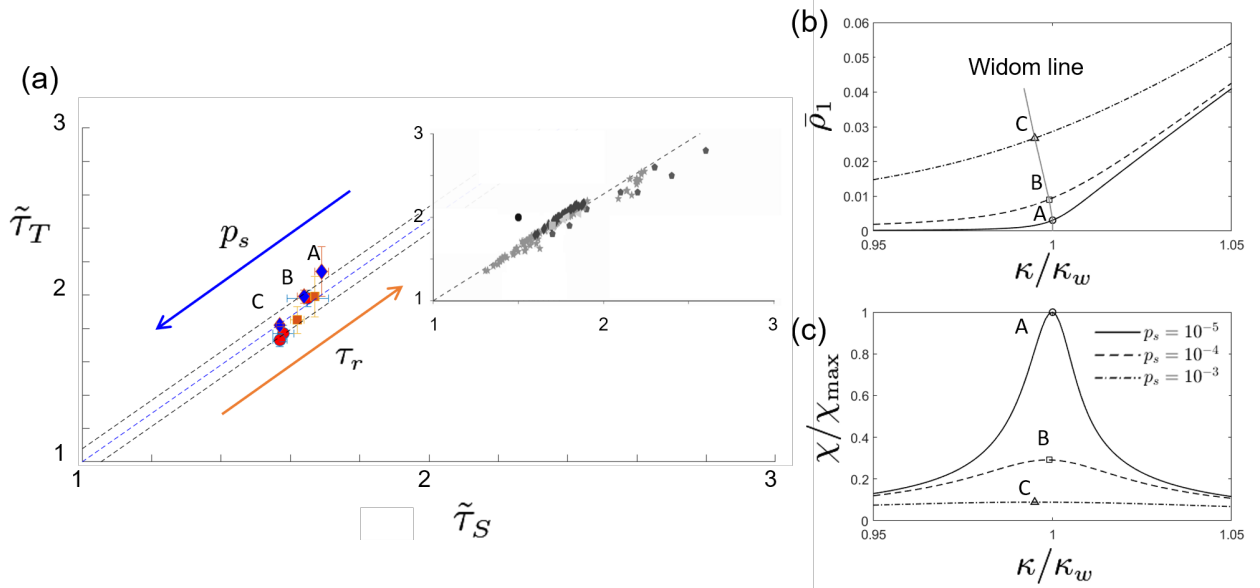 (a)
3
2
1
τ̃_T
p_s
A
B
C
τ_r
1
2
3
τ̃_S
3
2
1
1
2
3
(b)
0.06
0.05
0.04
0.03
0.02
0.01
0
ρ̄₁
Widom line
C
B
A
0.95
1
1.05
κ/κ_w
(c)
1
0.8
0.6
0.4
0.2
0
χ/χ_max
A
B
C
p_s = 10⁻⁵
p_s = 10⁻⁴
p_s = 10⁻³
0.95
1
1.05
κ/κ_w